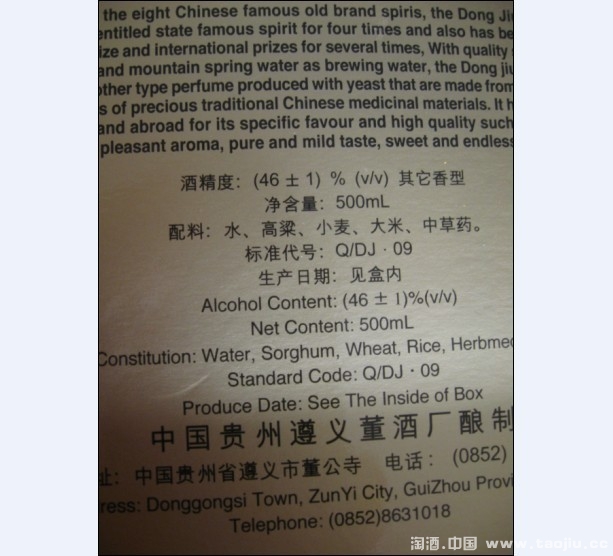 the eight Chinese famous old brand spiris, the Dong Jiu
entitled state famous spirit for four times and also has be
ize and international prizes for several times, With quality
and mountain spring water as brewing water, the Dong jiu
other type perfume produced with yeast that are made from
s of precious traditional Chinese medicinal materials. It h
and abroad for its specific favour and high quality such
pleasant aroma, pure and mild taste, sweet and endless
酒精度：(46 ± 1) % (v/v) 其它香型
净含量：500mL
配料：水、高粱、小麦、大米、中草药。
标准代号：Q/DJ · 09
生产日期：见盒内
Alcohol Content: (46 ± 1)%(v/v)
Net Content: 500mL
Constitution: Water, Sorghum, Wheat, Rice, Herbmed
Standard Code: Q/DJ · 09
Produce Date: See The Inside of Box
中国贵州遵义董酒厂酿制
址：中国贵州省遵义市董公寺 电话：(0852)
ress: Donggongsi Town, ZunYi City, GuiZhou Provi
Telephone: (0852)8631018
淘酒.中国 www.taojiu.cc